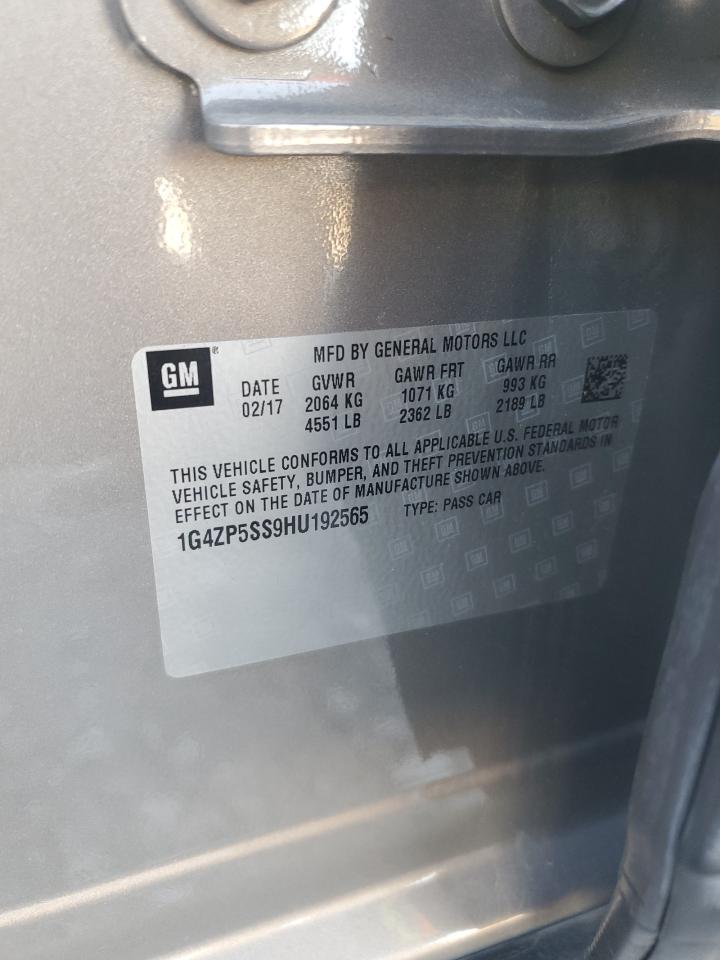 GM
MFD BY GENERAL MOTORS LLC
DATE GVWR GAWR FRT GAWR RR
02/17 2064 KG 1071 KG 993 KG
4551 LB 2362 LB 2189 LB
THIS VEHICLE CONFORMS TO ALL APPLICABLE U.S. FEDERAL MOTOR
VEHICLE SAFETY, BUMPER, AND THEFT PREVENTION STANDARDS IN
EFFECT ON THE DATE OF MANUFACTURE SHOWN ABOVE.
1G4ZP5SS9HU192565 TYPE: PASS CAR